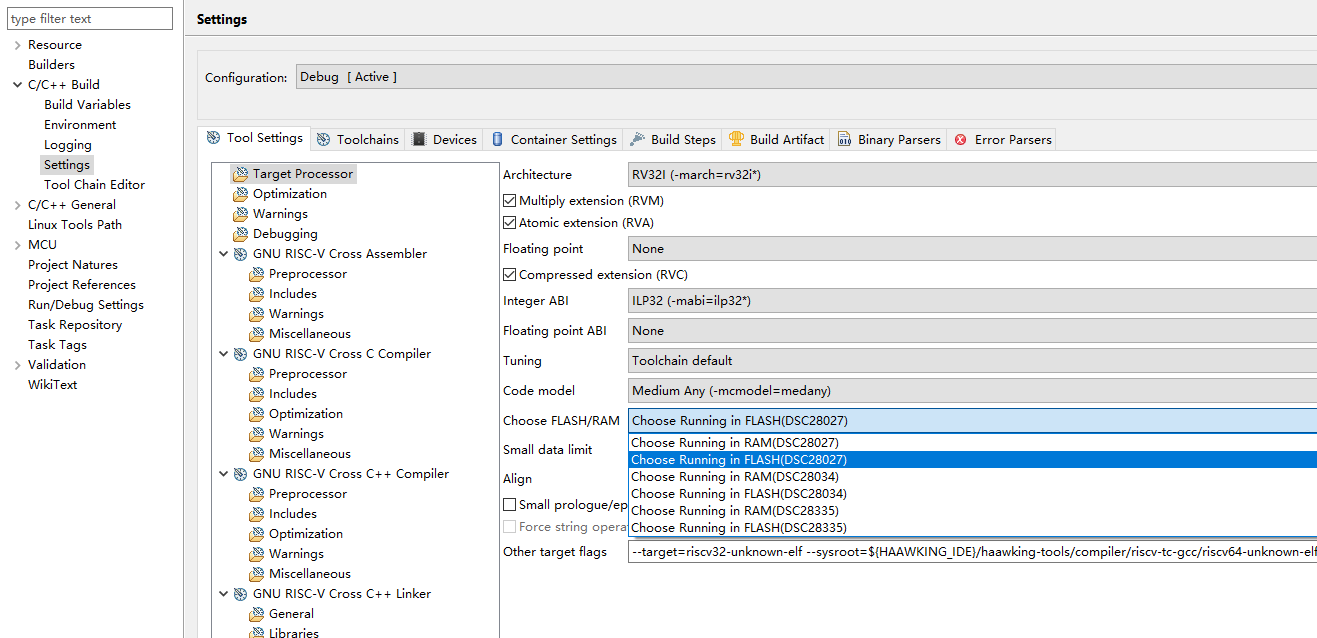 type filter text
Resource
Builders
C/C++ Build
Build Variables
Environment
Logging
Settings
Tool Chain Editor
C/C++ General
Linux Tools Path
MCU
Project Natures
Project References
Run/Debug Settings
Task Repository
Task Tags
Validation
WikiText
Settings
Configuration: Debug [ Active ]
Tool Settings Toolchains Devices Container Settings Build Steps Build Artifact Binary Parsers Error Parsers
Target Processor
Optimization
Warnings
Debugging
GNU RISC-V Cross Assembler
Preprocessor
Includes
Warnings
Miscellaneous
GNU RISC-V Cross C Compiler
Preprocessor
Includes
Optimization
Warnings
Miscellaneous
GNU RISC-V Cross C++ Compiler
Preprocessor
Includes
Optimization
Warnings
Miscellaneous
GNU RISC-V Cross C++ Linker
General
Libraries
Architecture RV32I (-march=rv32i*)
Multiply extension (RVM)
Atomic extension (RVA)
Floating point None
Compressed extension (RVC)
Integer ABI ILP32 (-mabi=ilp32*)
Floating point ABI None
Tuning Toolchain default
Code model Medium Any (-mcmodel=medany)
Choose FLASH/RAM Choose Running in FLASH(DSC28027)
Choose Running in RAM(DSC28027)
Choose Running in FLASH(DSC28027)
Choose Running in RAM(DSC28034)
Choose Running in FLASH(DSC28034)
Choose Running in RAM(DSC28335)
Choose Running in FLASH(DSC28335)
Small data limit
Align
Small prologue/ep
Force string opera
Other target flags --target=riscv32-unknown-elf --sysroot=${HAAWKING_IDE}/haawking-tools/compiler/riscv-tc-gcc/riscv64-unknown-elf